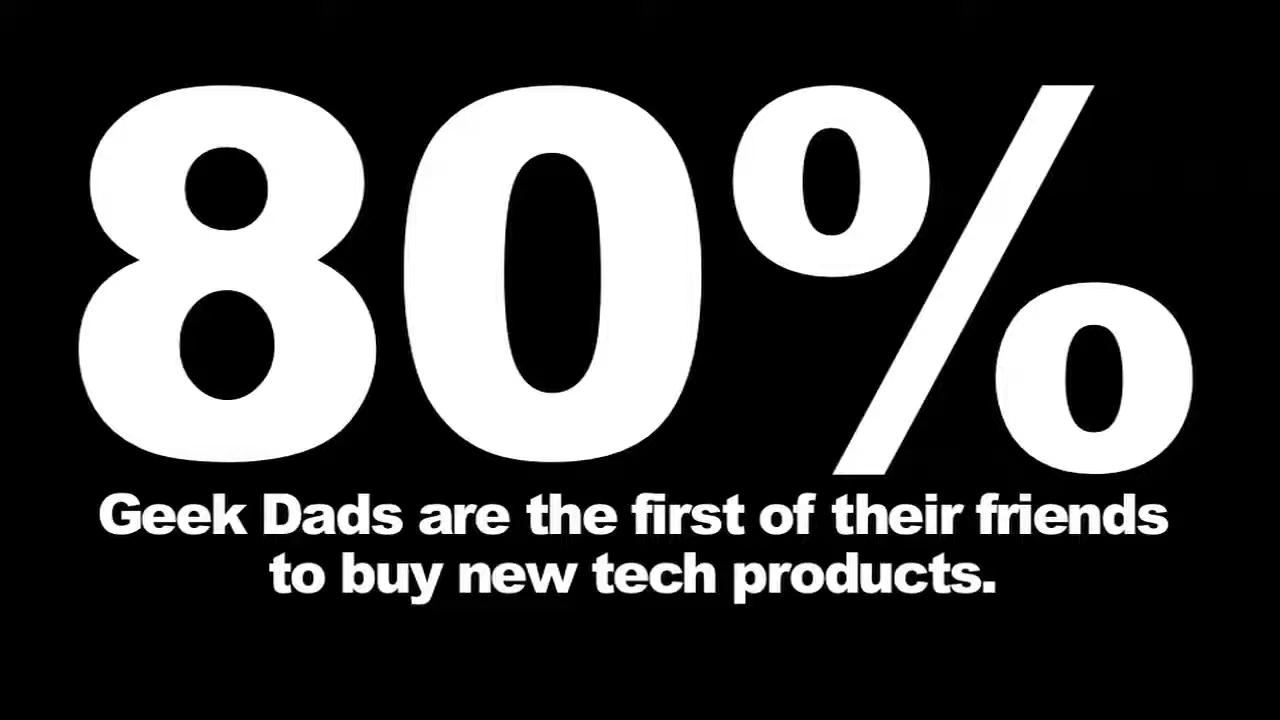 80%
Geek Dads are the first of their friends
to buy new tech products.